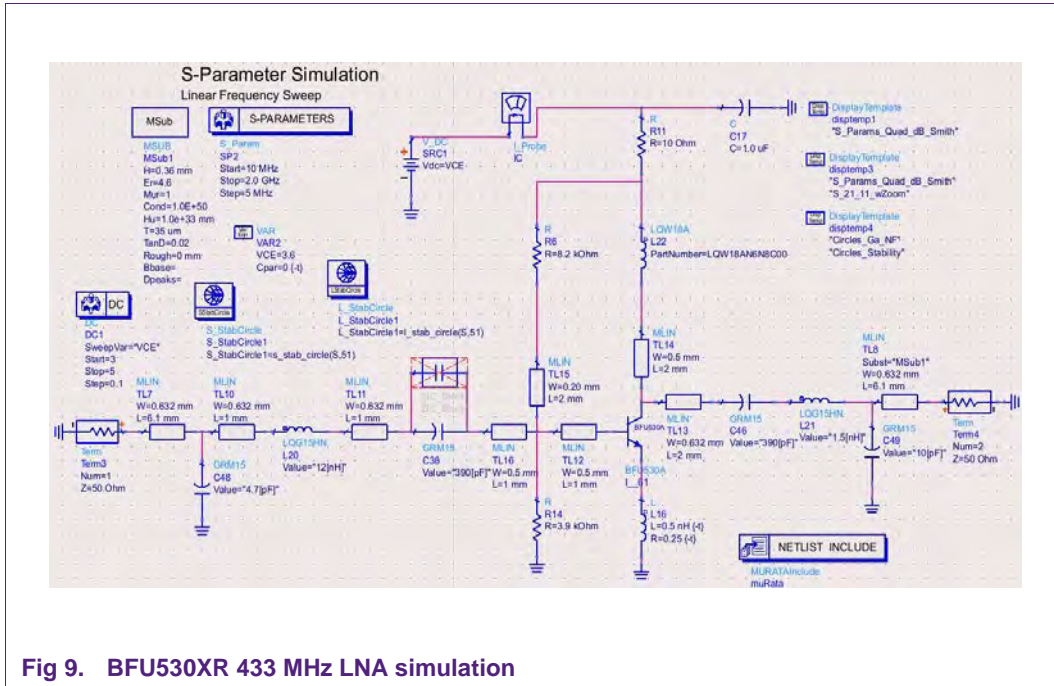 S-Parameter Simulation
Linear Frequency Sweep
MSub
MSUB
MSub1
H=0.36 mm
Er=4.6
Mur=1
Cond=1.0E+50
Hu=1.0e+33 mm
T=35 um
TanD=0.02
Rough=0 mm
Bbase=
Dpeaks=
S-PARAMETERS
S_Param
SP2
Start=10 MHz
Stop=2.0 GHz
Step=5 MHz
VAR
VAR2
VCE=3.6
Cpar=0 {-t}
V_DC
SRC1
Vdc=VCE
I_Probe
IC
R
R11
R=10 Ohm
C
C17
C=1.0 uF
DisplayTemplate
disptemp1
"S_Params_Quad_dB_Smith"
DisplayTemplate
disptemp3
"S_Params_Quad_dB_Smith"
"S_21_11_wZoom"
DisplayTemplate
disptemp4
"Circles_Ga_NF"
"Circles_Stability"
R
R6
R=8.2 kOhm
LQW18A
L22
PartNumber=LQW18AN6N8C00
DC
DC
DC1
SweepVar="VCE"
Start=3
Stop=5
Step=0.1
SStabCircle
S_StabCircle
S_StabCircle1
S_StabCircle1=s_stab_circle(S,51)
LStabCircle
L_StabCircle
L_StabCircle1
L_StabCircle1=l_stab_circle(S,51)
MLIN
TL15
W=0.20 mm
L=2 mm
MLIN
TL14
W=0.5 mm
L=2 mm
MLIN
TL8
Subst="MSub1"
W=0.632 mm
L=6.1 mm
MLIN
TL7
W=0.632 mm
L=6.1 mm
MLIN
TL10
W=0.632 mm
L=1 mm
MLIN
TL11
W=0.632 mm
L=1 mm
Term
Term3
Num=1
Z=50 Ohm
GRM15
C48
Value="4.7[pF]"
LQG15HN
L20
Value="12[nH]"
GRM15
C38
Value="390[pF]"
MLIN
TL16
W=0.5 mm
L=1 mm
MLIN
TL12
W=0.5 mm
L=1 mm
BFU530A
BFU530A
MLIN
TL13
W=0.632 mm
L=2 mm
GRM15
C46
Value="390[pF]"
LQG15HN
L21
Value="1.5[nH]"
GRM15
C49
Value="10[pF]"
Term
Term4
Num=2
Z=50 Ohm
R
R14
R=3.9 kOhm
L
L16
L=0.5 nH {-t}
R=0.25 {-t}
NETLIST INCLUDE
MURATAInclude
muRata
Fig 9. BFU530XR 433 MHz LNA simulation